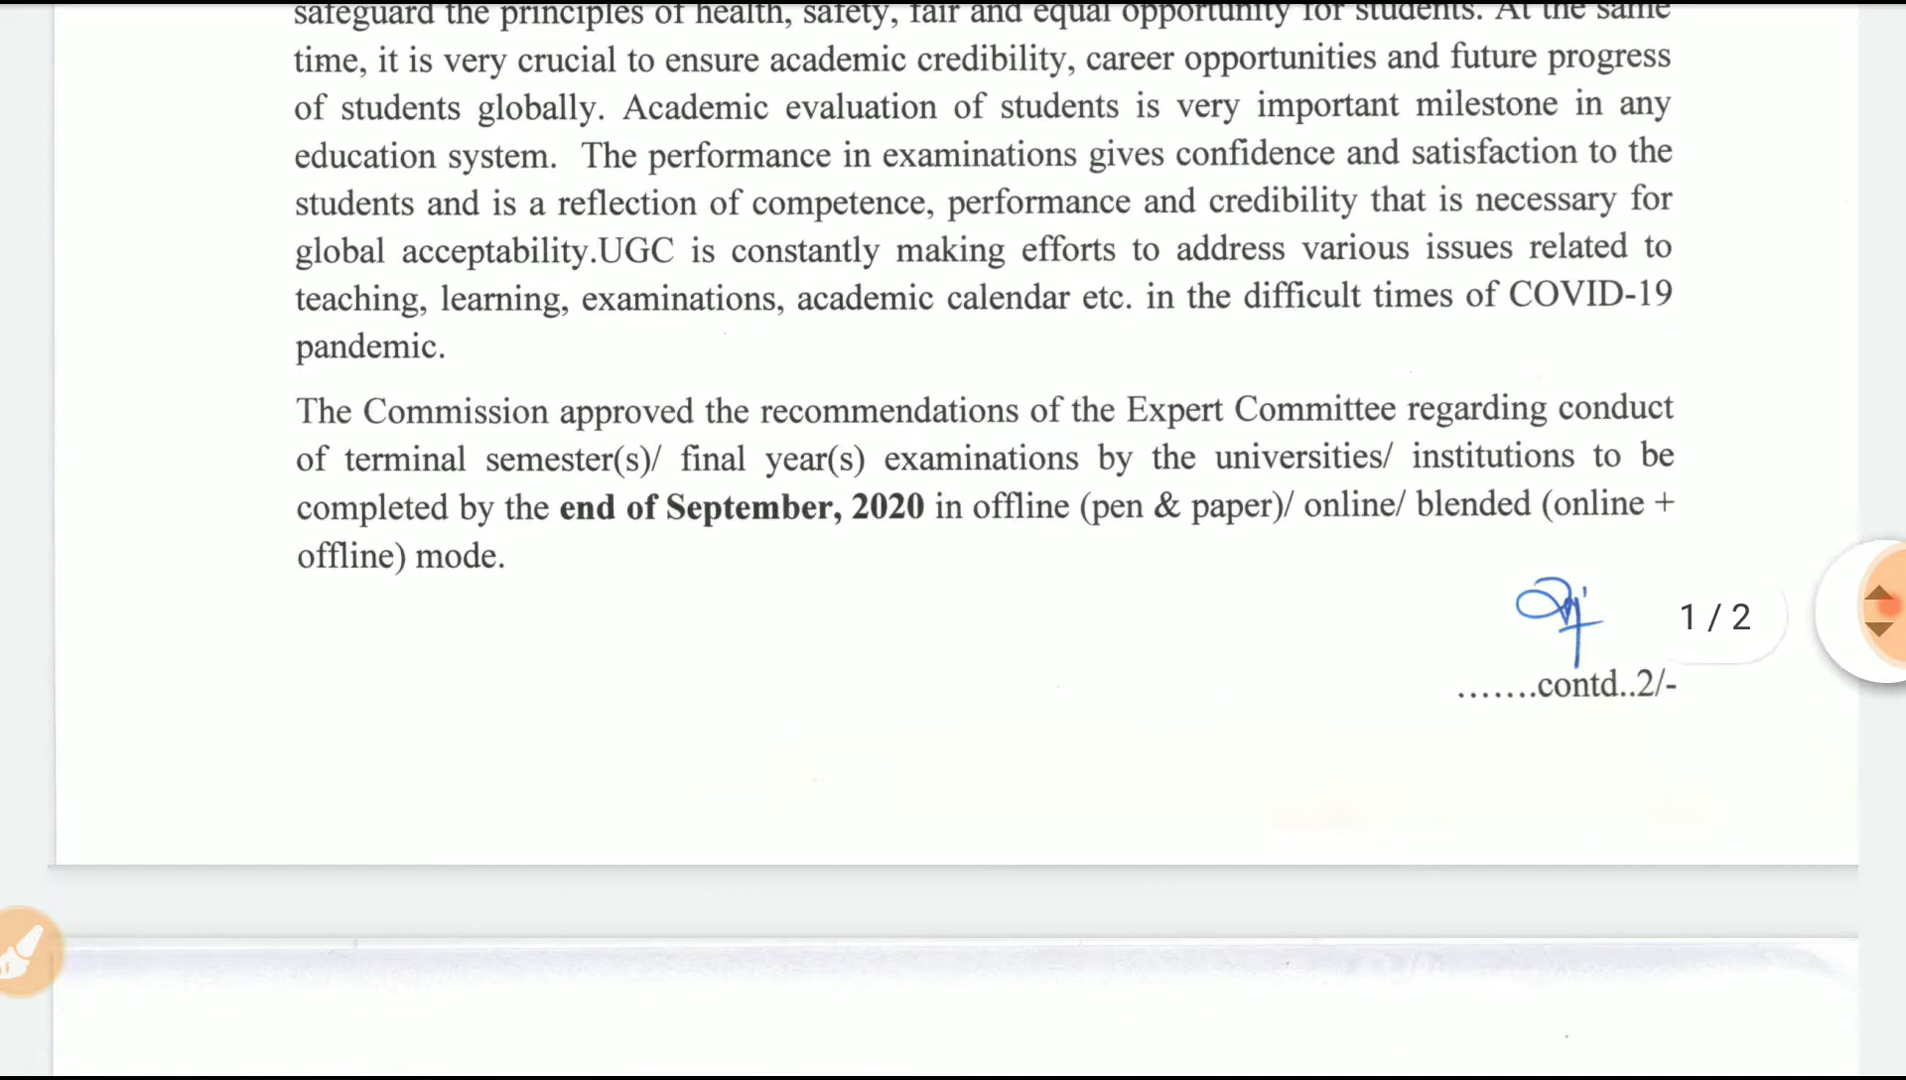 safeguard the principles of health, safety, fair and equal opportunity for students. At the same
time, it is very crucial to ensure academic credibility, career opportunities and future progress
of students globally. Academic evaluation of students is very important milestone in any
education system. The performance in examinations gives confidence and satisfaction to the
students and is a reflection of competence, performance and credibility that is necessary for
global acceptability.UGC is constantly making efforts to address various issues related to
teaching, learning, examinations, academic calendar etc. in the difficult times of COVID-19
pandemic.
The Commission approved the recommendations of the Expert Committee regarding conduct
of terminal semester(s)/ final year(s) examinations by the universities/ institutions to be
completed by the end of September, 2020 in offline (pen & paper)/ online/ blended (online +
offline) mode.
1 / 2
.......contd..2/-